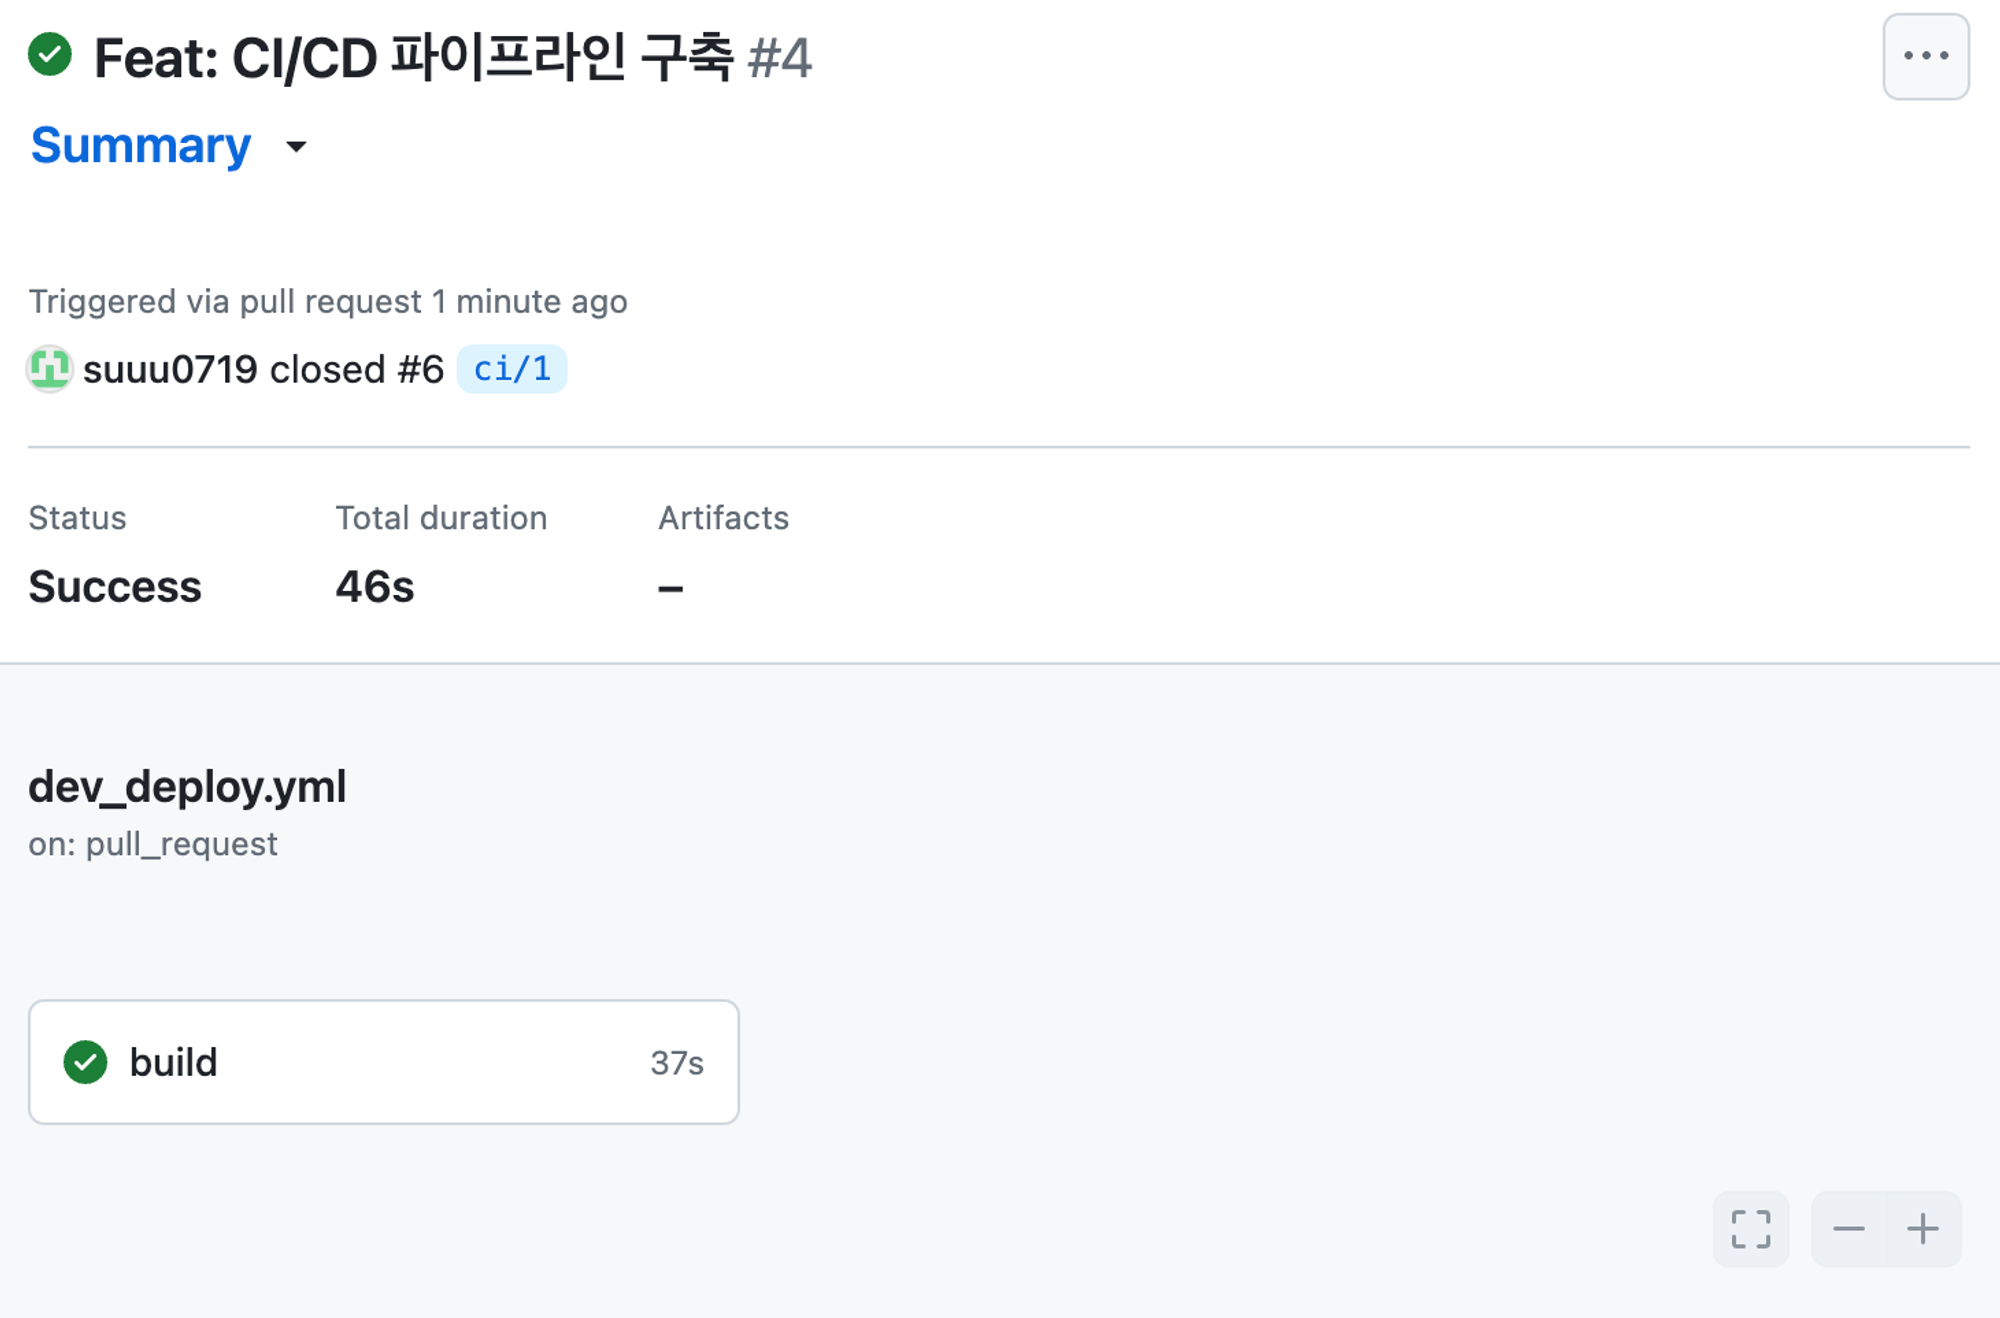 Feat: CI/CD 파이프라인 구축 #4
Summary
Triggered via pull request 1 minute ago
suuu0719 closed #6 ci/1
Status Total duration Artifacts
Success 46s –
dev_deploy.yml
on: pull_request
build 37s